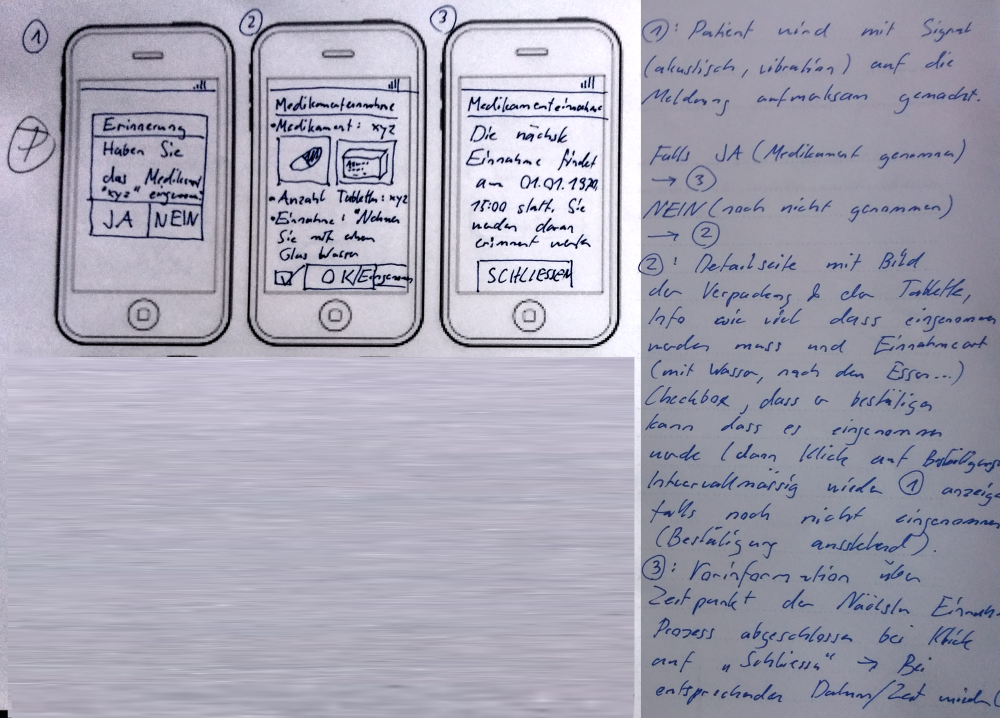 1
Erinnerung
Haben Sie
das Medikament
"xyz" eingenommen
JA NEIN
2
Medikamenteneinnahme
• Medikament: xyz
• Anzahl Tabletten: xyz
• Einnahme: "Nehmen
Sie mit einem
Glas Wasser
OK/Eingenommen
3
Medikamenteneinnahme
Die nächste
Einnahme findet
am 01.01.1970,
15:00 statt. Sie
werden daran
erinnert werden
SCHLIESSEN
1: Patient wird mit Signal
(akustisch, vibration) auf die
Meldung aufmerksam gemacht.
Falls JA (Medikament genommen)
→ 3
NEIN (noch nicht genommen)
→ 2
2: Detailseite mit Bild
der Verpackung & der Tablette,
Info wie viel dass eingenommen
werden muss und Einnahmeart
(mit Wasser, nach dem Essen...)
Checkbox, dass er bestätigen
kann dass es eingenommen
wurde (dann Klick auf Bestätigung
Intervallmässig wieder 1 anzeigen
falls noch nicht eingenommen
(Bestätigung ausstehend).
3: Vorinformation über
Zeitpunkt der Nächsten Einnah
Prozess abgeschlossen bei Klick
auf "Schliessen" → Bei
entsprechender Datum/Zeit wieder